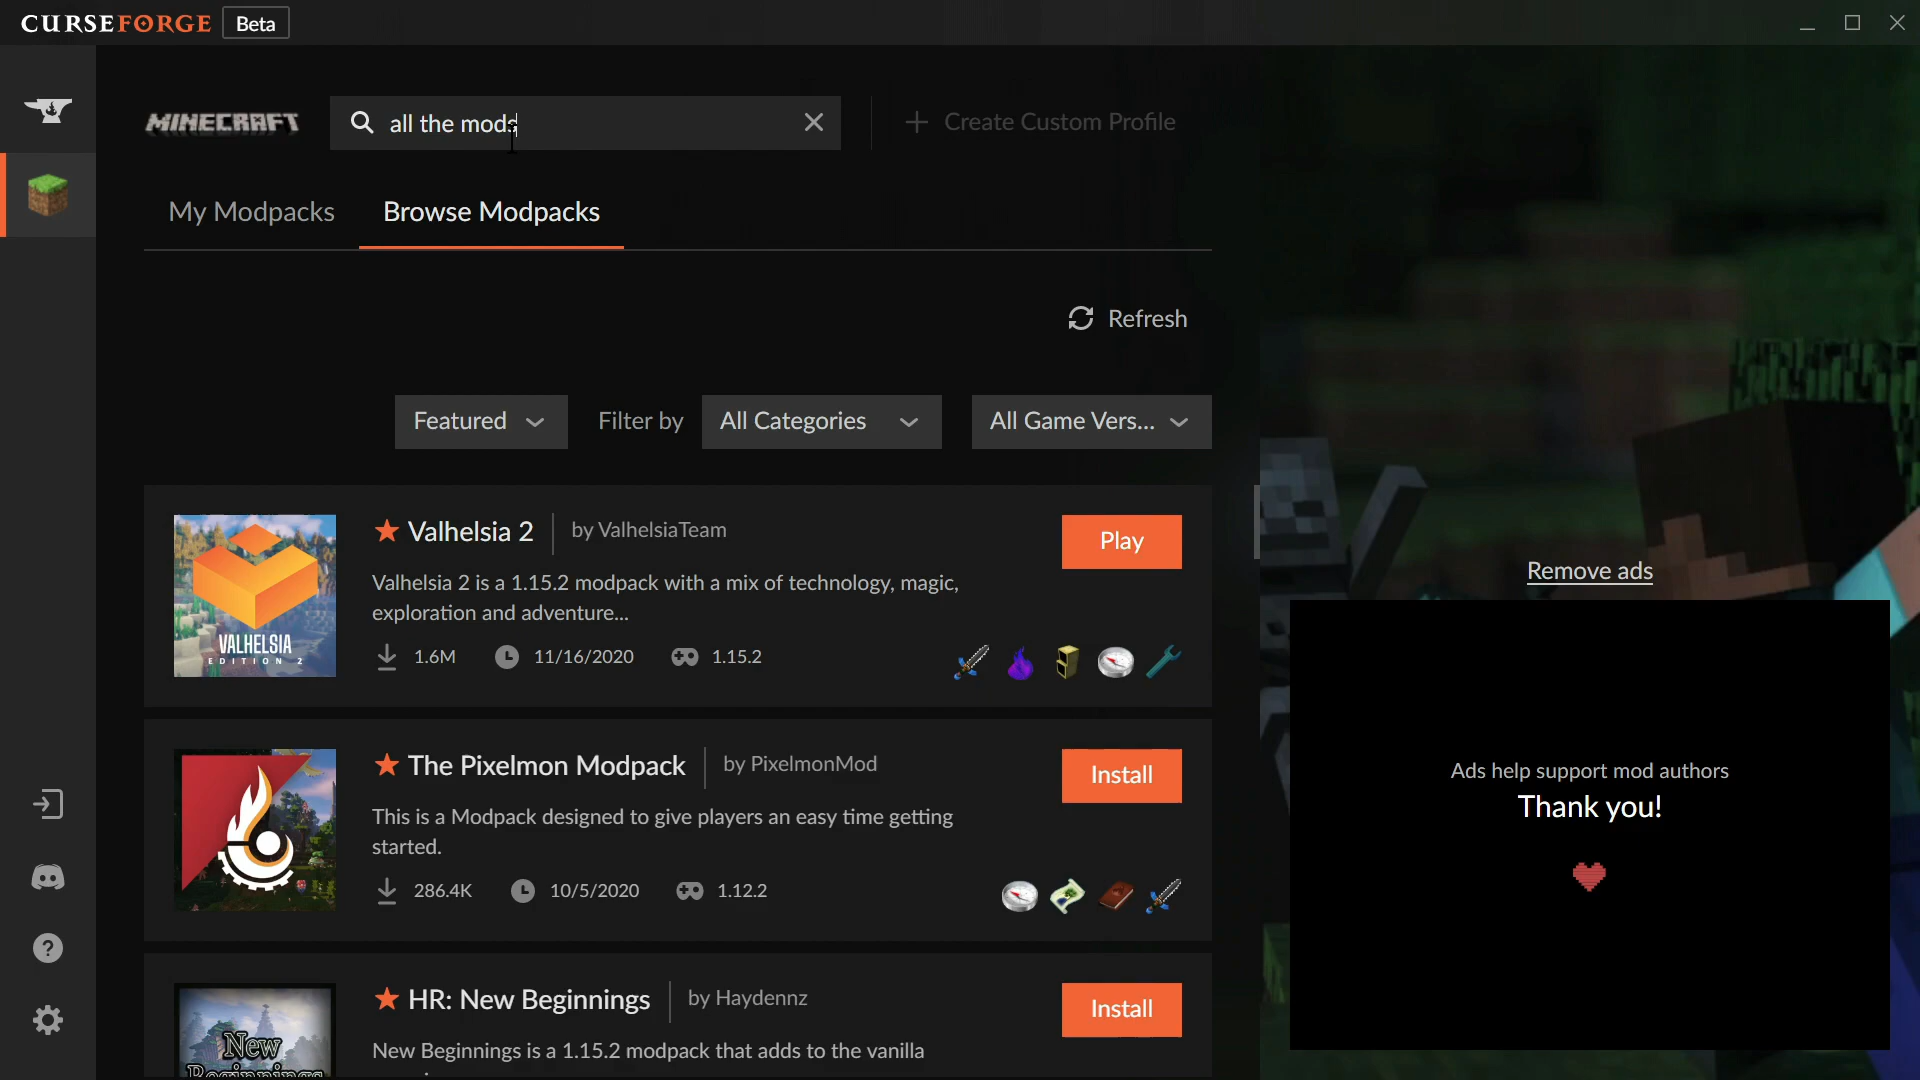 CURSEFORGE Beta
MINECRAFT
all the mods
Create Custom Profile
My Modpacks
Browse Modpacks
Refresh
Featured
Filter by
All Categories
All Game Vers...
Valhelsia 2
by ValhelsiaTeam
Play
Valhelsia 2 is a 1.15.2 modpack with a mix of technology, magic,
exploration and adventure...
1.6M
11/16/2020
1.15.2
VALHELSIA
EDITION 2
The Pixelmon Modpack
by PixelmonMod
Install
This is a Modpack designed to give players an easy time getting
started.
286.4K
10/5/2020
1.12.2
HR: New Beginnings
by Haydennz
Install
New Beginnings is a 1.15.2 modpack that adds to the vanilla
New
Beginnings
Remove ads
Ads help support mod authors
Thank you!